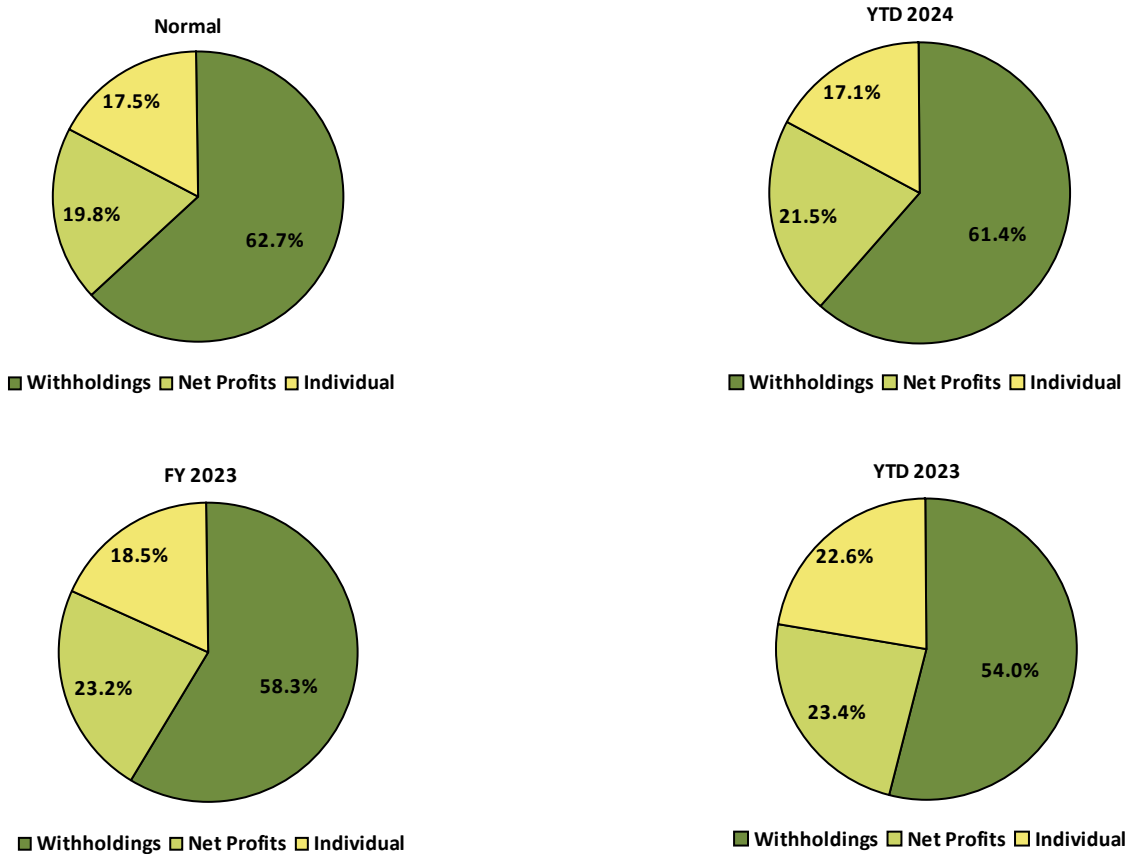 Normal
17.5%
19.8%
62.7%
Withholdings Net Profits Individual
YTD 2024
17.1%
21.5%
61.4%
Withholdings Net Profits Individual
FY 2023
18.5%
23.2%
58.3%
Withholdings Net Profits Individual
YTD 2023
22.6%
54.0%
23.4%
Withholdings Net Profits Individual